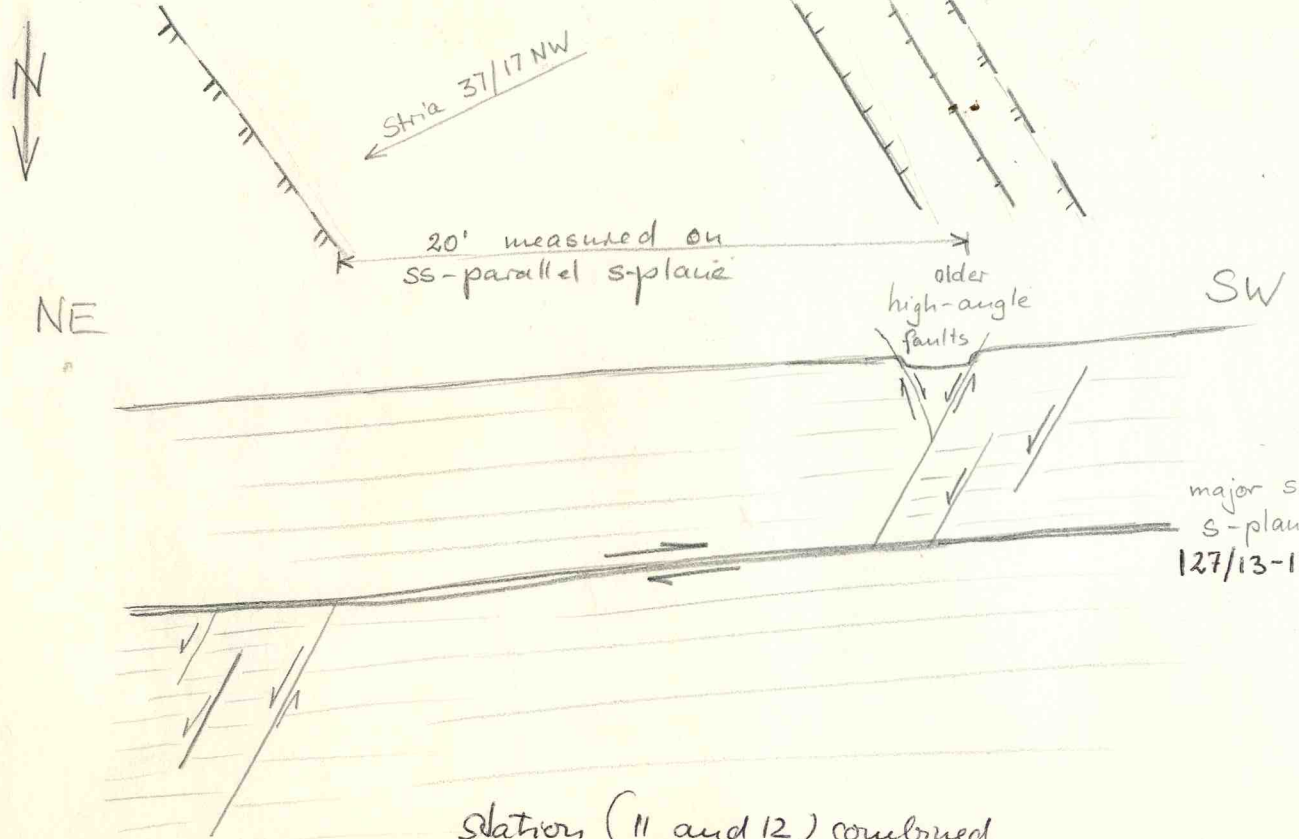 N
Stria 37/17 NW
20' measured on
ss-parallel s-plane
older
high-angle
faults
NE
SW
major s
s-plan
127/13-1
Station (11 and 12) combined